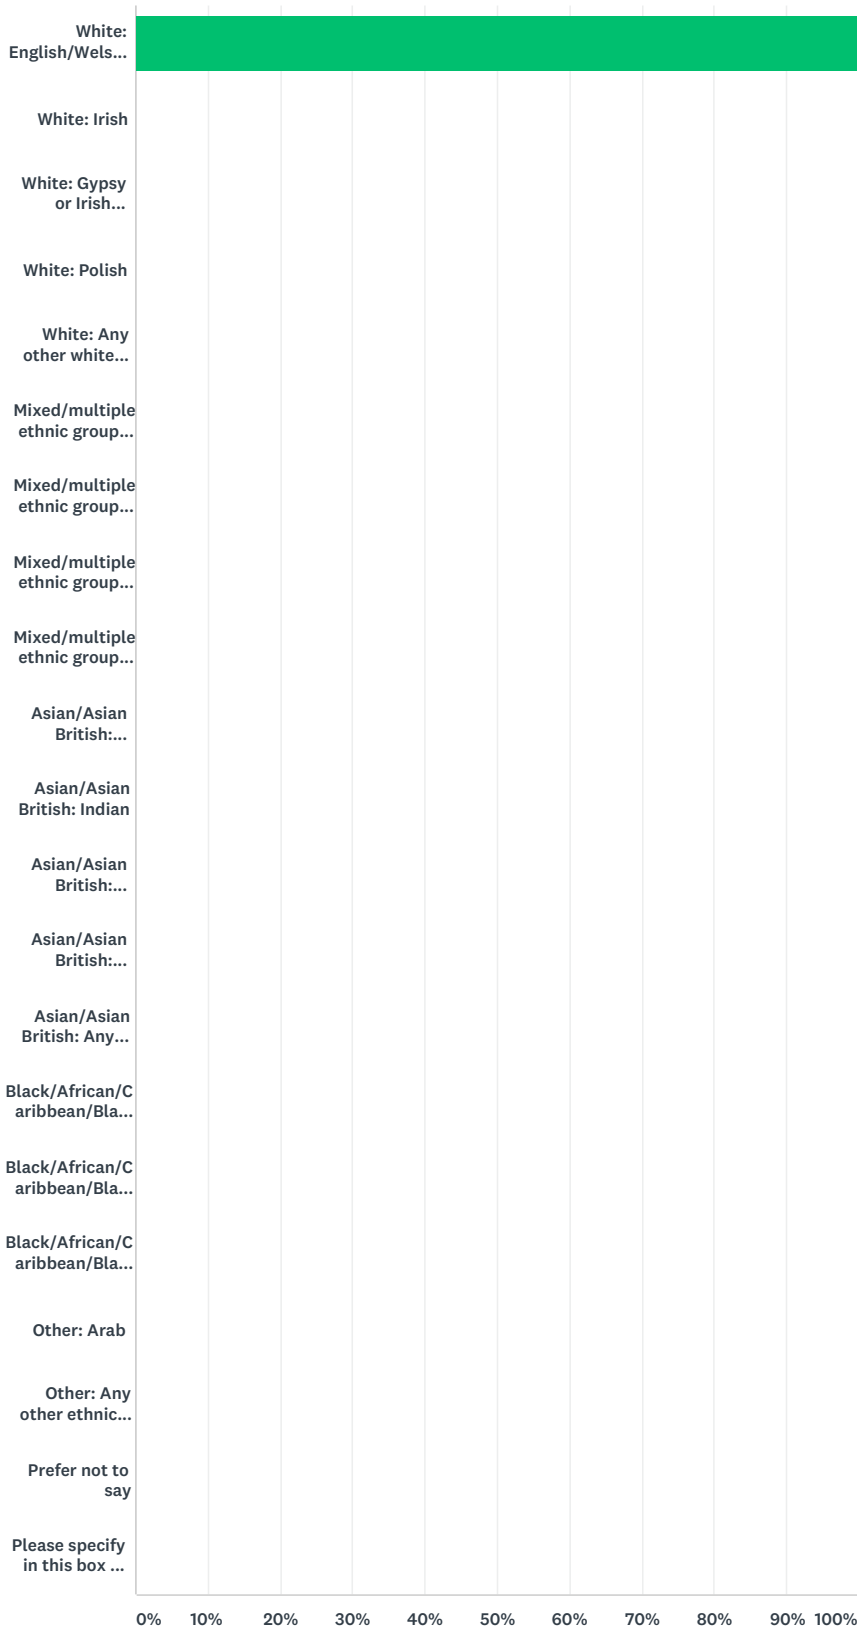 White:
English/Wels...
White: Irish
White: Gypsy
or Irish...
White: Polish
White: Any
other white...
Mixed/multiple
ethnic group...
Mixed/multiple
ethnic group...
Mixed/multiple
ethnic group...
Mixed/multiple
ethnic group...
Asian/Asian
British:...
Asian/Asian
British: Indian
Asian/Asian
British:...
Asian/Asian
British:...
Asian/Asian
British: Any...
Black/African/C
aribbean/Bla...
Black/African/C
aribbean/Bla...
Black/African/C
aribbean/Bla...
Other: Arab
Other: Any
other ethnic...
Prefer not to
say
Please specify
in this box ...
0% 10% 20% 30% 40% 50% 60% 70% 80% 90% 100%